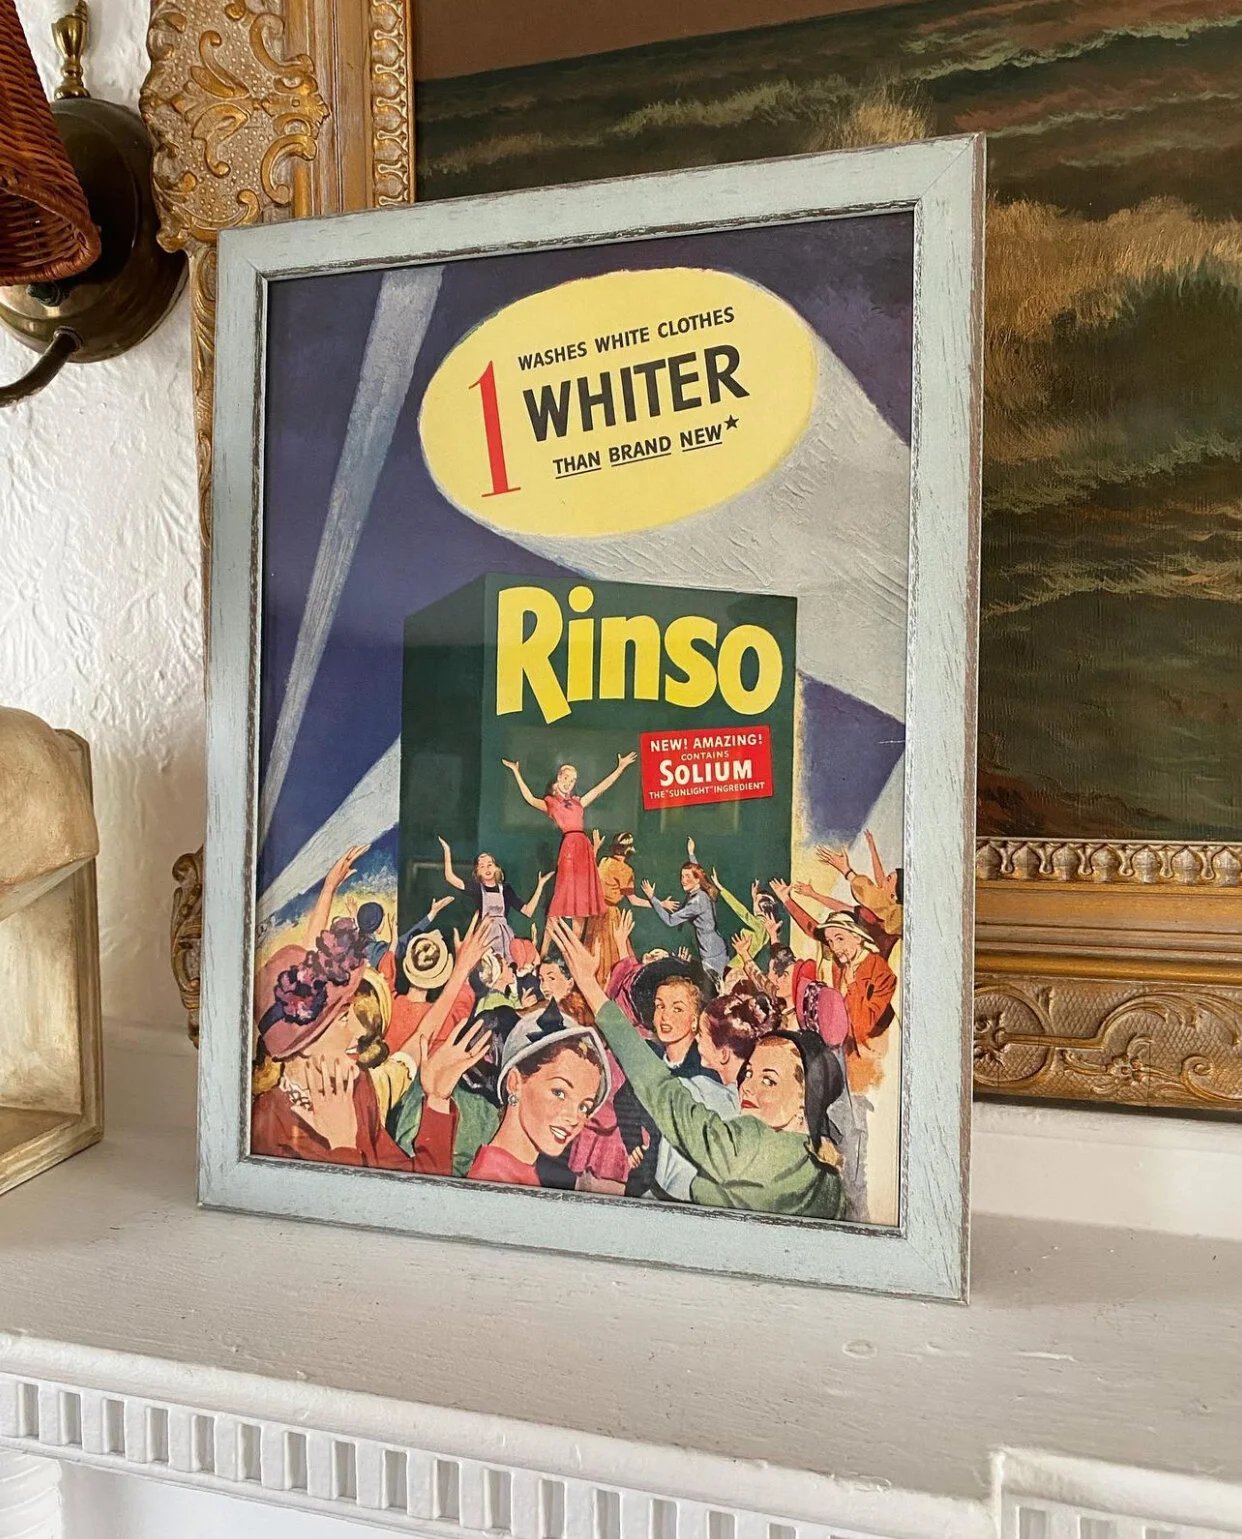 1
WASHES WHITE CLOTHES
WHITER
THAN BRAND NEW★
Rinso
NEW! AMAZING!
CONTAINS
SOLIUM
THE "SUNLIGHT" INGREDIENT